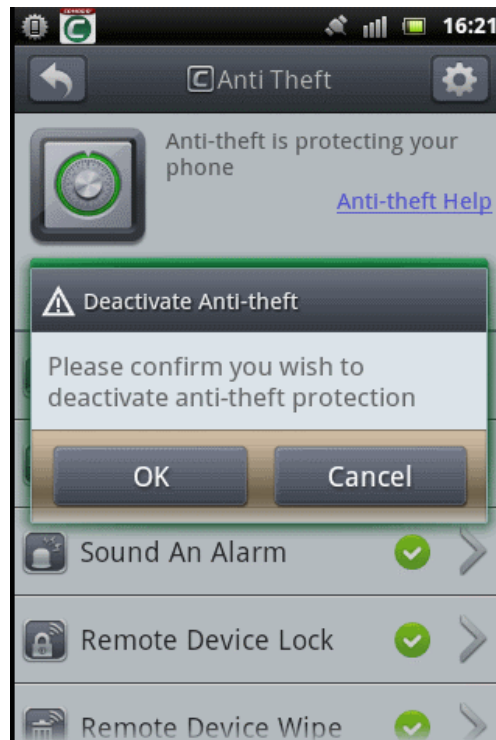 16:21
C Anti Theft
Anti-theft is protecting your
phone
Anti-theft Help
Deactivate Anti-theft
Please confirm you wish to
deactivate anti-theft protection
OK
Cancel
Sound An Alarm
Remote Device Lock
Remote Device Wipe